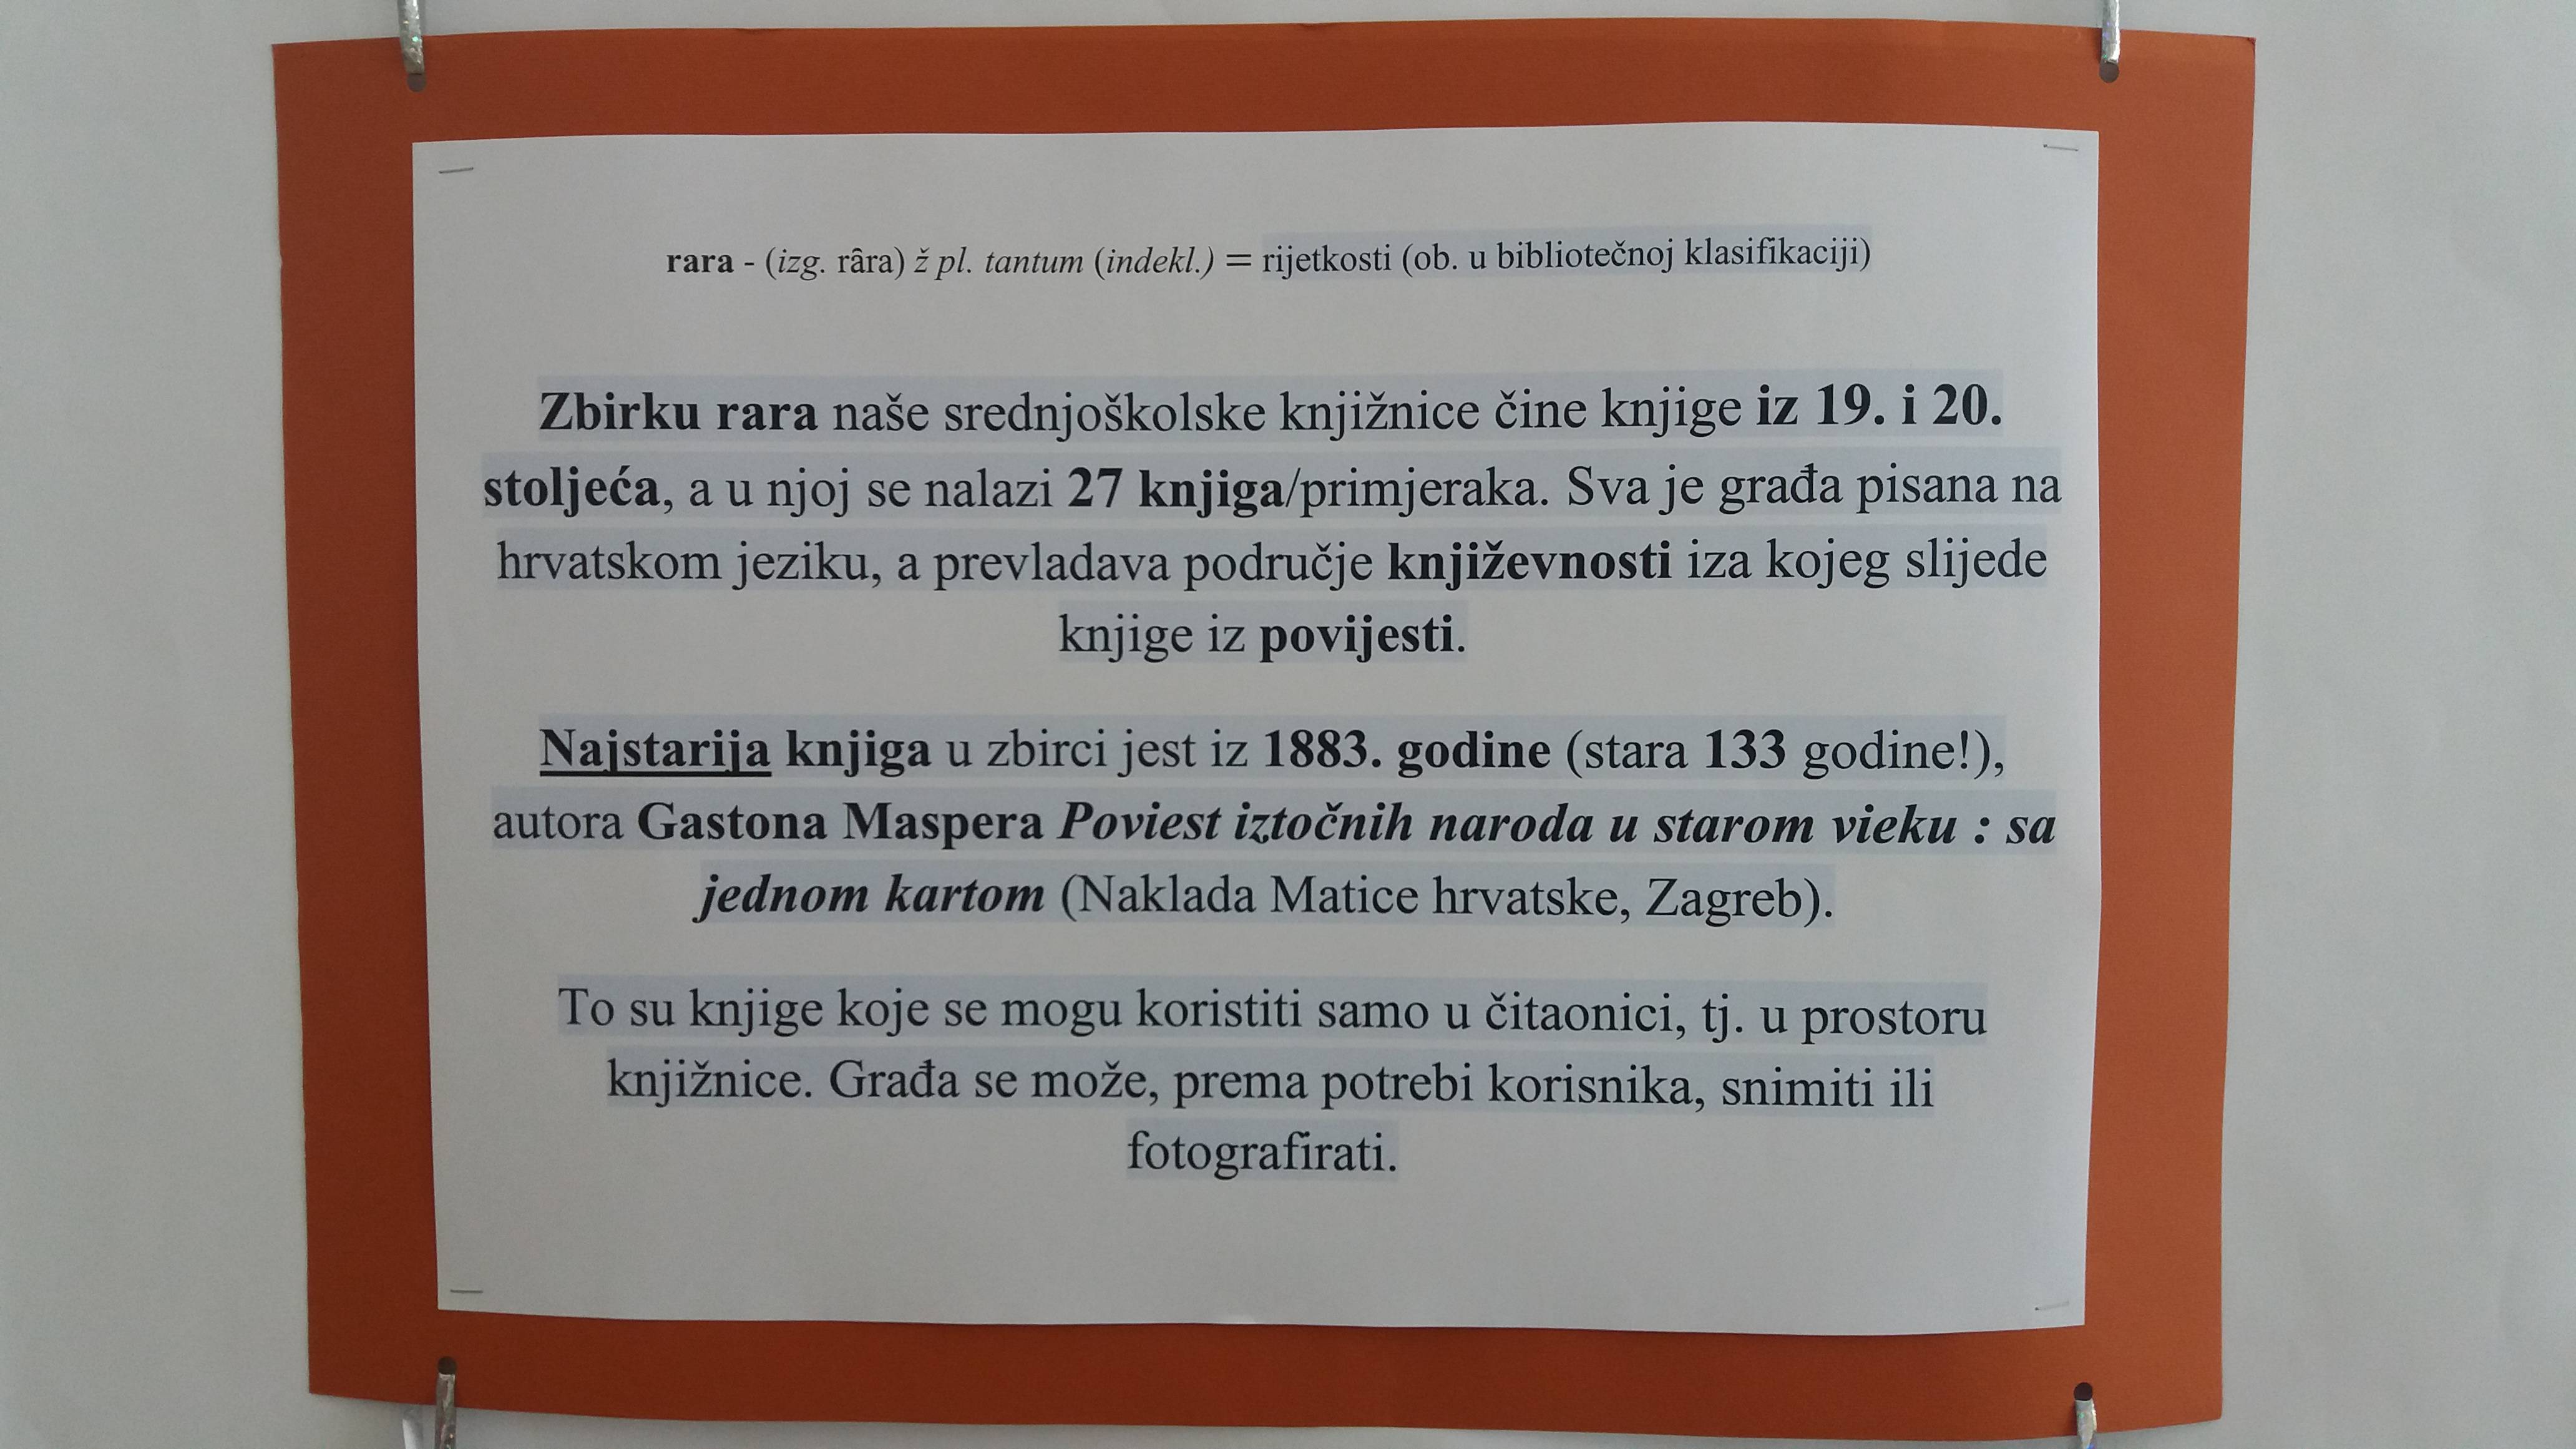 rara - (izg. râra) ž pl. tantum (indekl.) = rijetkosti (ob. u bibliotečnoj klasifikaciji)
Zbirku rara naše srednjoškolske knjižnice čine knjige iz 19. i 20.
stoljeća, a u njoj se nalazi 27 knjiga/primjeraka. Sva je građa pisana na
hrvatskom jeziku, a prevladava područje književnosti iza kojeg slijede
knjige iz povijesti.
Najstarija knjiga u zbirci jest iz 1883. godine (stara 133 godine!),
autora Gastona Maspera Poviest iztočnih naroda u starom vieku : sa
jednom kartom (Naklada Matice hrvatske, Zagreb).
To su knjige koje se mogu koristiti samo u čitaonici, tj. u prostoru
knjižnice. Građa se može, prema potrebi korisnika, snimiti ili
fotografirati.